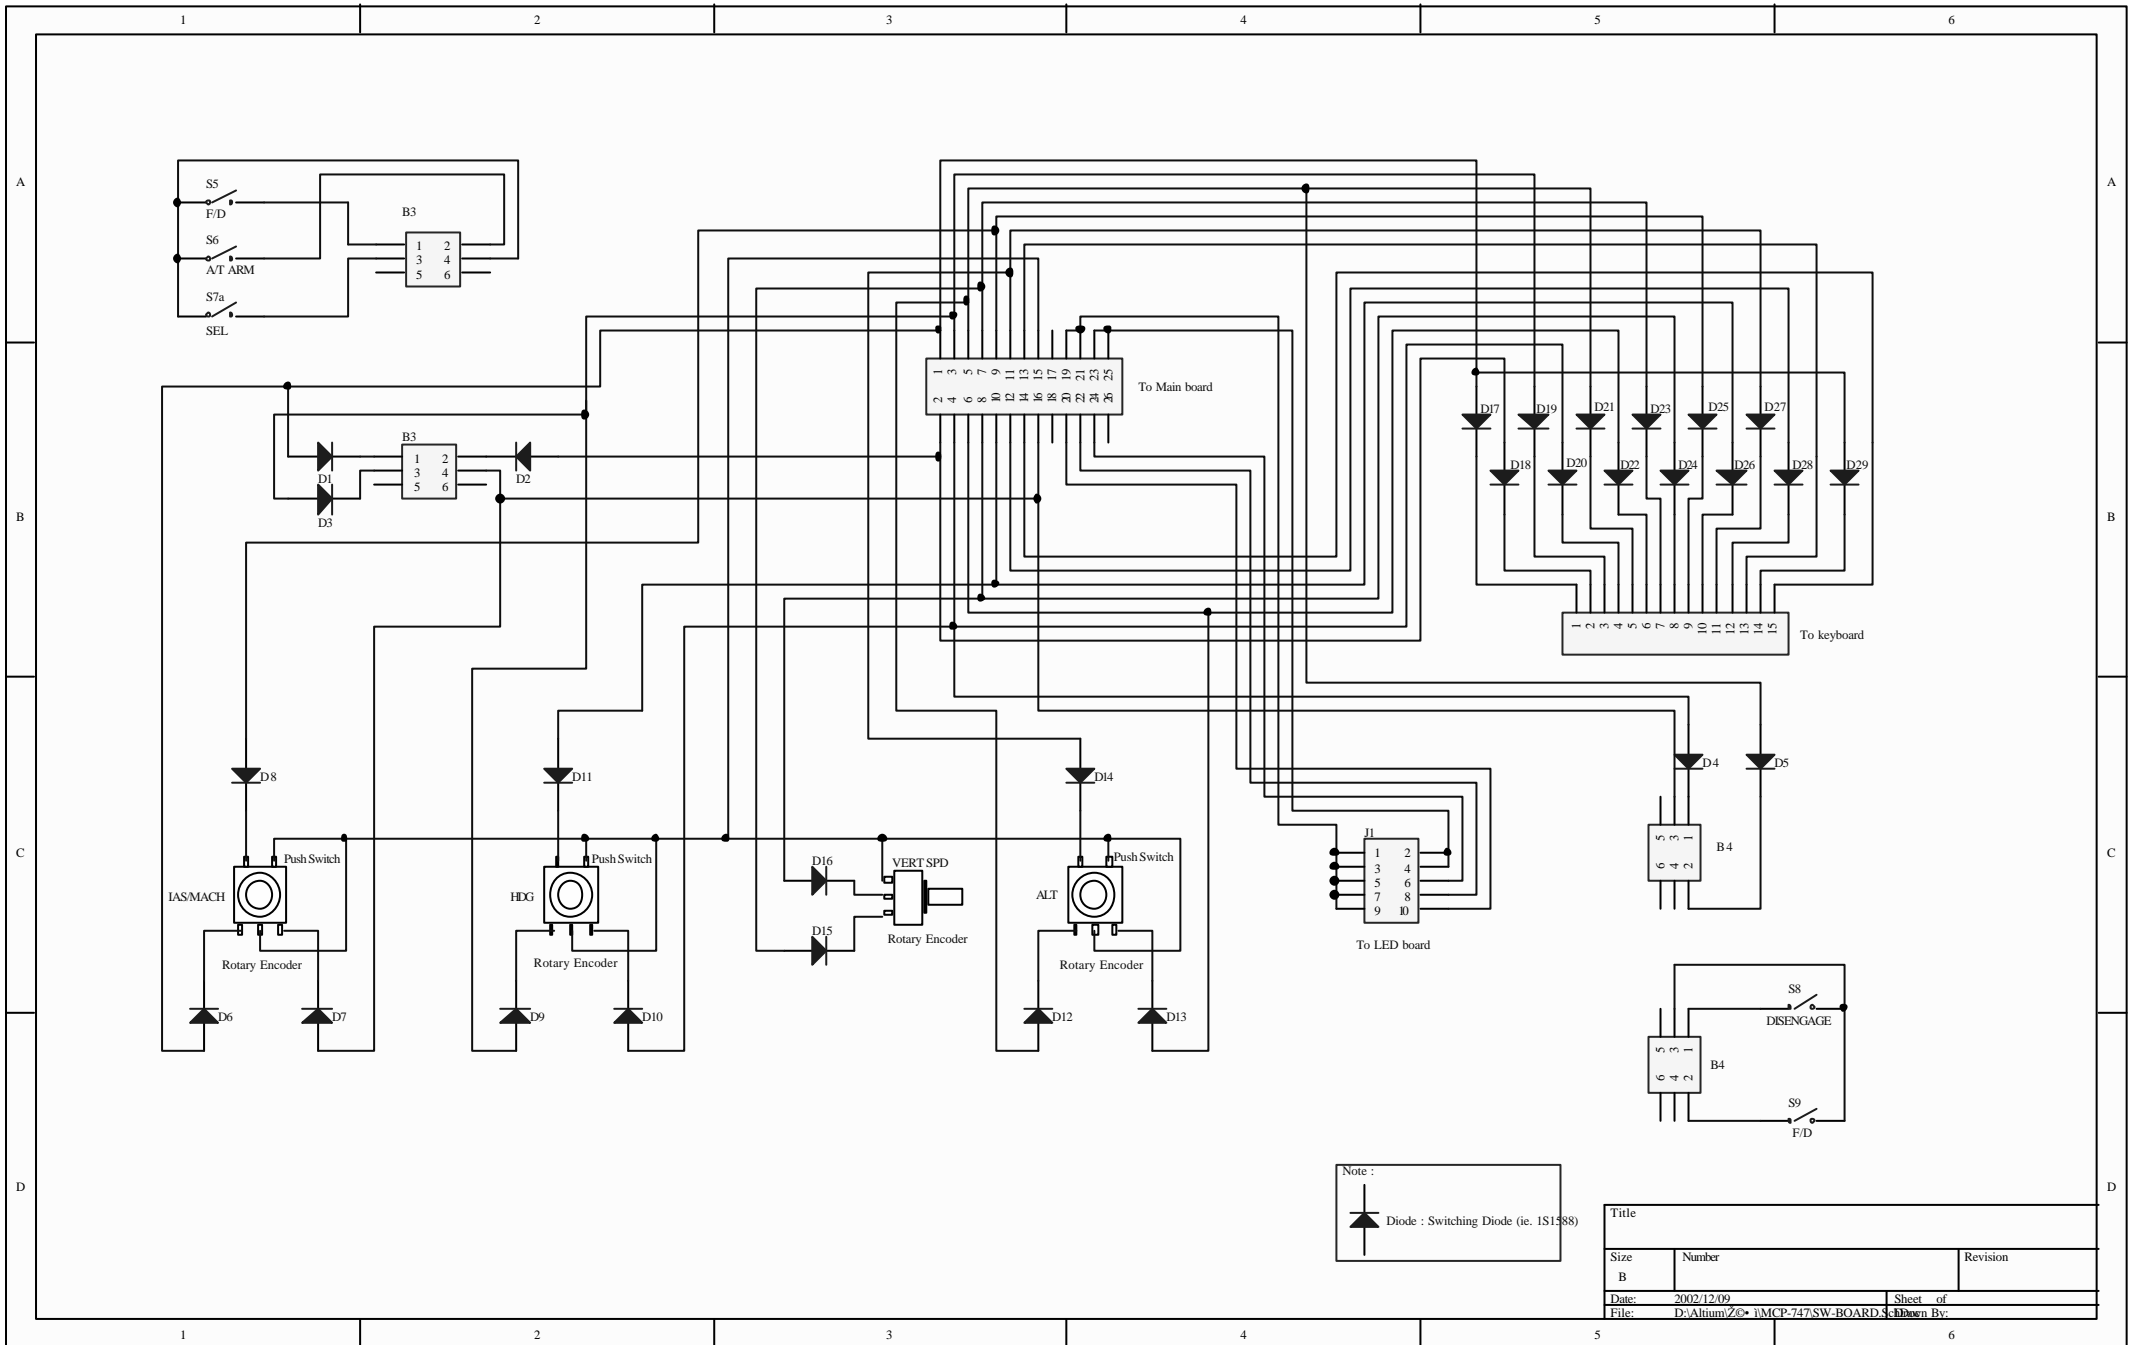 1 2 3 4 5 6
A A
S5
F/D
B3
S6
A/T ARM
S7a
SEL
1 2
3 4
5 6
1 3 5 7 9 11 13 15 17 19 21 23 25
2 4 6 8 10 12 14 16 18 20 22 24 26
To Main board
D17 D19 D21 D23 D25 D27
D18 D20 D22 D24 D26 D28 D29
B3
1 2
3 4
5 6
D1 D2
D3
B B
1 2 3 4 5 6 7 8 9 10 11 12 13 14 15
To keyboard
D8 D11 D14 D4 D5
C C
Push Switch
IAS/MACH
Rotary Encoder
D6 D7
Push Switch
HDG
Rotary Encoder
D9 D10
D16
D15
VERT SPD
Rotary Encoder
Push Switch
ALT
Rotary Encoder
D12 D13
J1
1 2
3 4
5 6
7 8
9 10
To LED board
5 3 1
6 4 2
B4
S8
DISENGAGE
5 3 1
6 4 2
B4
S9
F/D
D D
Note :
Diode : Switching Diode (ie. 1S1588)
Title
Size Number Revision
B
Date: 2002/12/09 Sheet of
File: D:\Altium\Ž©• ì\MCP-747\SW-BOARD.SchDoc Drawn By:
1 2 3 4 5 6